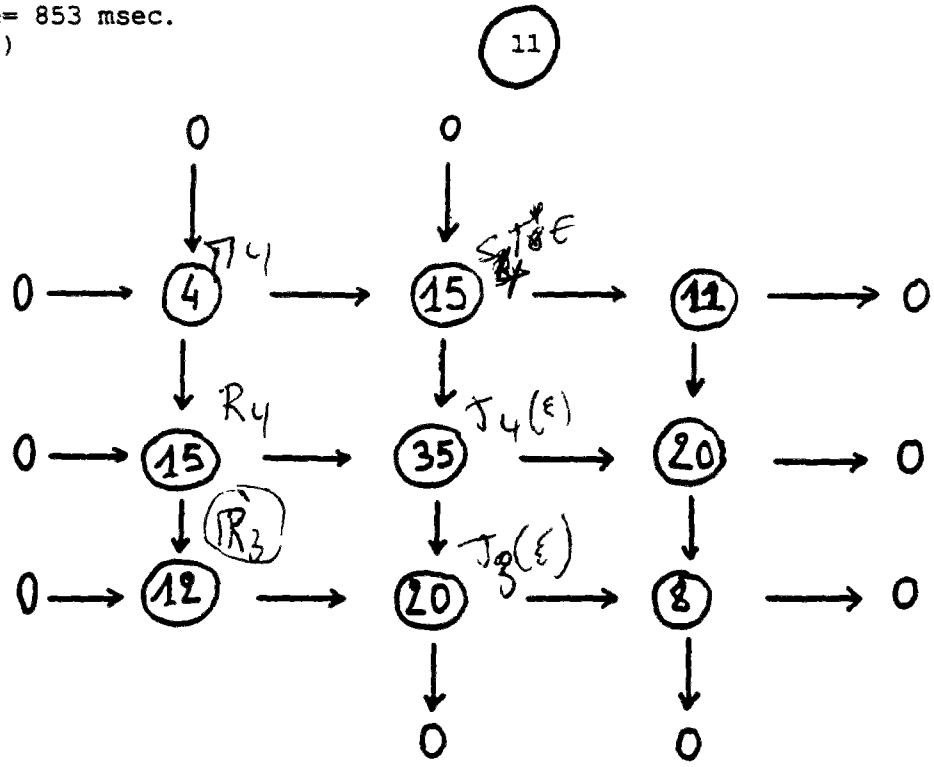 = 853 msec.
)
11
0 0
0 → 4 → 15 → 11 → 0
R4 J4(ε)
0 → 15 → 35 → 20 → 0
R3
0 → 12 → 20 → 8 → 0
0 0